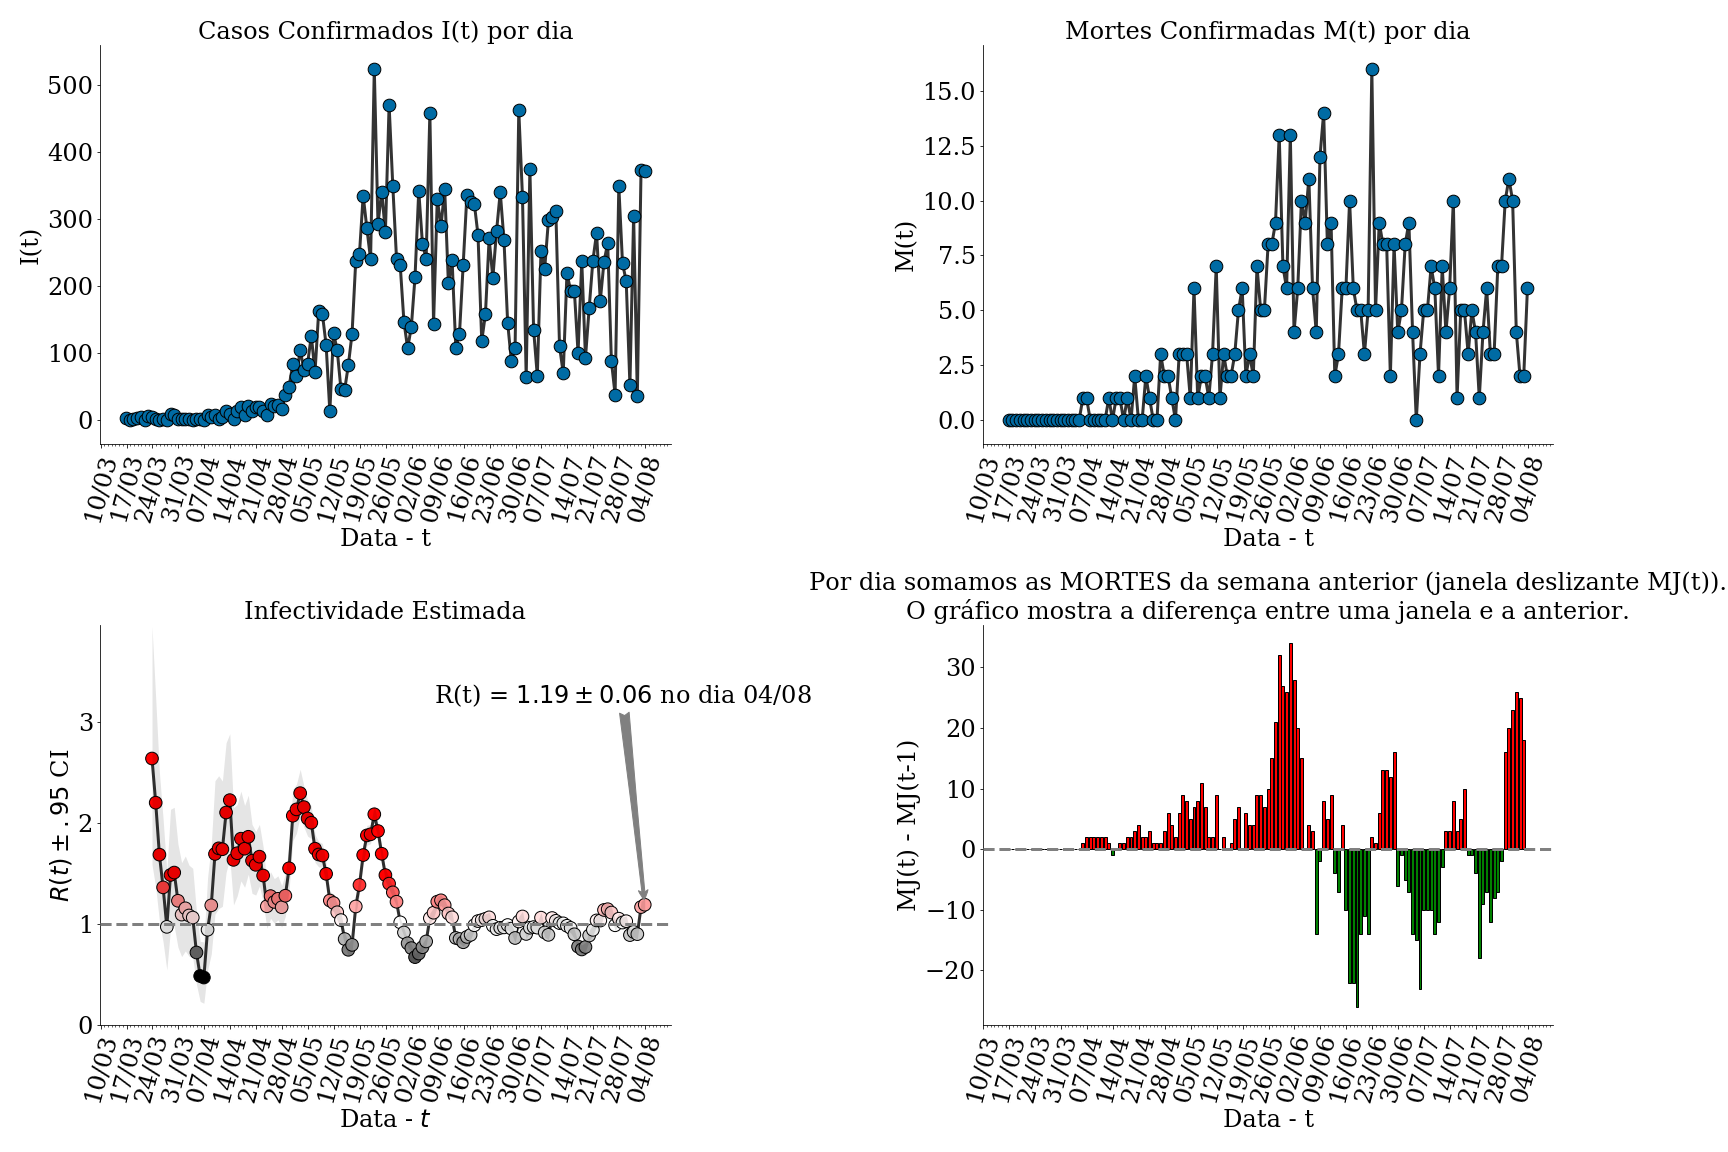 Casos Confirmados I(t) por dia
I(t)
500
400
300
200
100
0
10/03 17/03 24/03 31/03 07/04 14/04 21/04 28/04 05/05 12/05 19/05 26/05 02/06 09/06 16/06 23/06 30/06 07/07 14/07 21/07 28/07 04/08
Data - t
Mortes Confirmadas M(t) por dia
M(t)
15.0
12.5
10.0
7.5
5.0
2.5
0.0
10/03 17/03 24/03 31/03 07/04 14/04 21/04 28/04 05/05 12/05 19/05 26/05 02/06 09/06 16/06 23/06 30/06 07/07 14/07 21/07 28/07 04/08
Data - t
Infectividade Estimada
R(t) ± .95 CI
3
2
1
0
R(t) = 1.19 ± 0.06 no dia 04/08
10/03 17/03 24/03 31/03 07/04 14/04 21/04 28/04 05/05 12/05 19/05 26/05 02/06 09/06 16/06 23/06 30/06 07/07 14/07 21/07 28/07 04/08
Data - t
Por dia somamos as MORTES da semana anterior (janela deslizante MJ(t)).
O gráfico mostra a diferença entre uma janela e a anterior.
MJ(t) - MJ(t-1)
30
20
10
0
−10
−20
10/03 17/03 24/03 31/03 07/04 14/04 21/04 28/04 05/05 12/05 19/05 26/05 02/06 09/06 16/06 23/06 30/06 07/07 14/07 21/07 28/07 04/08
Data - t